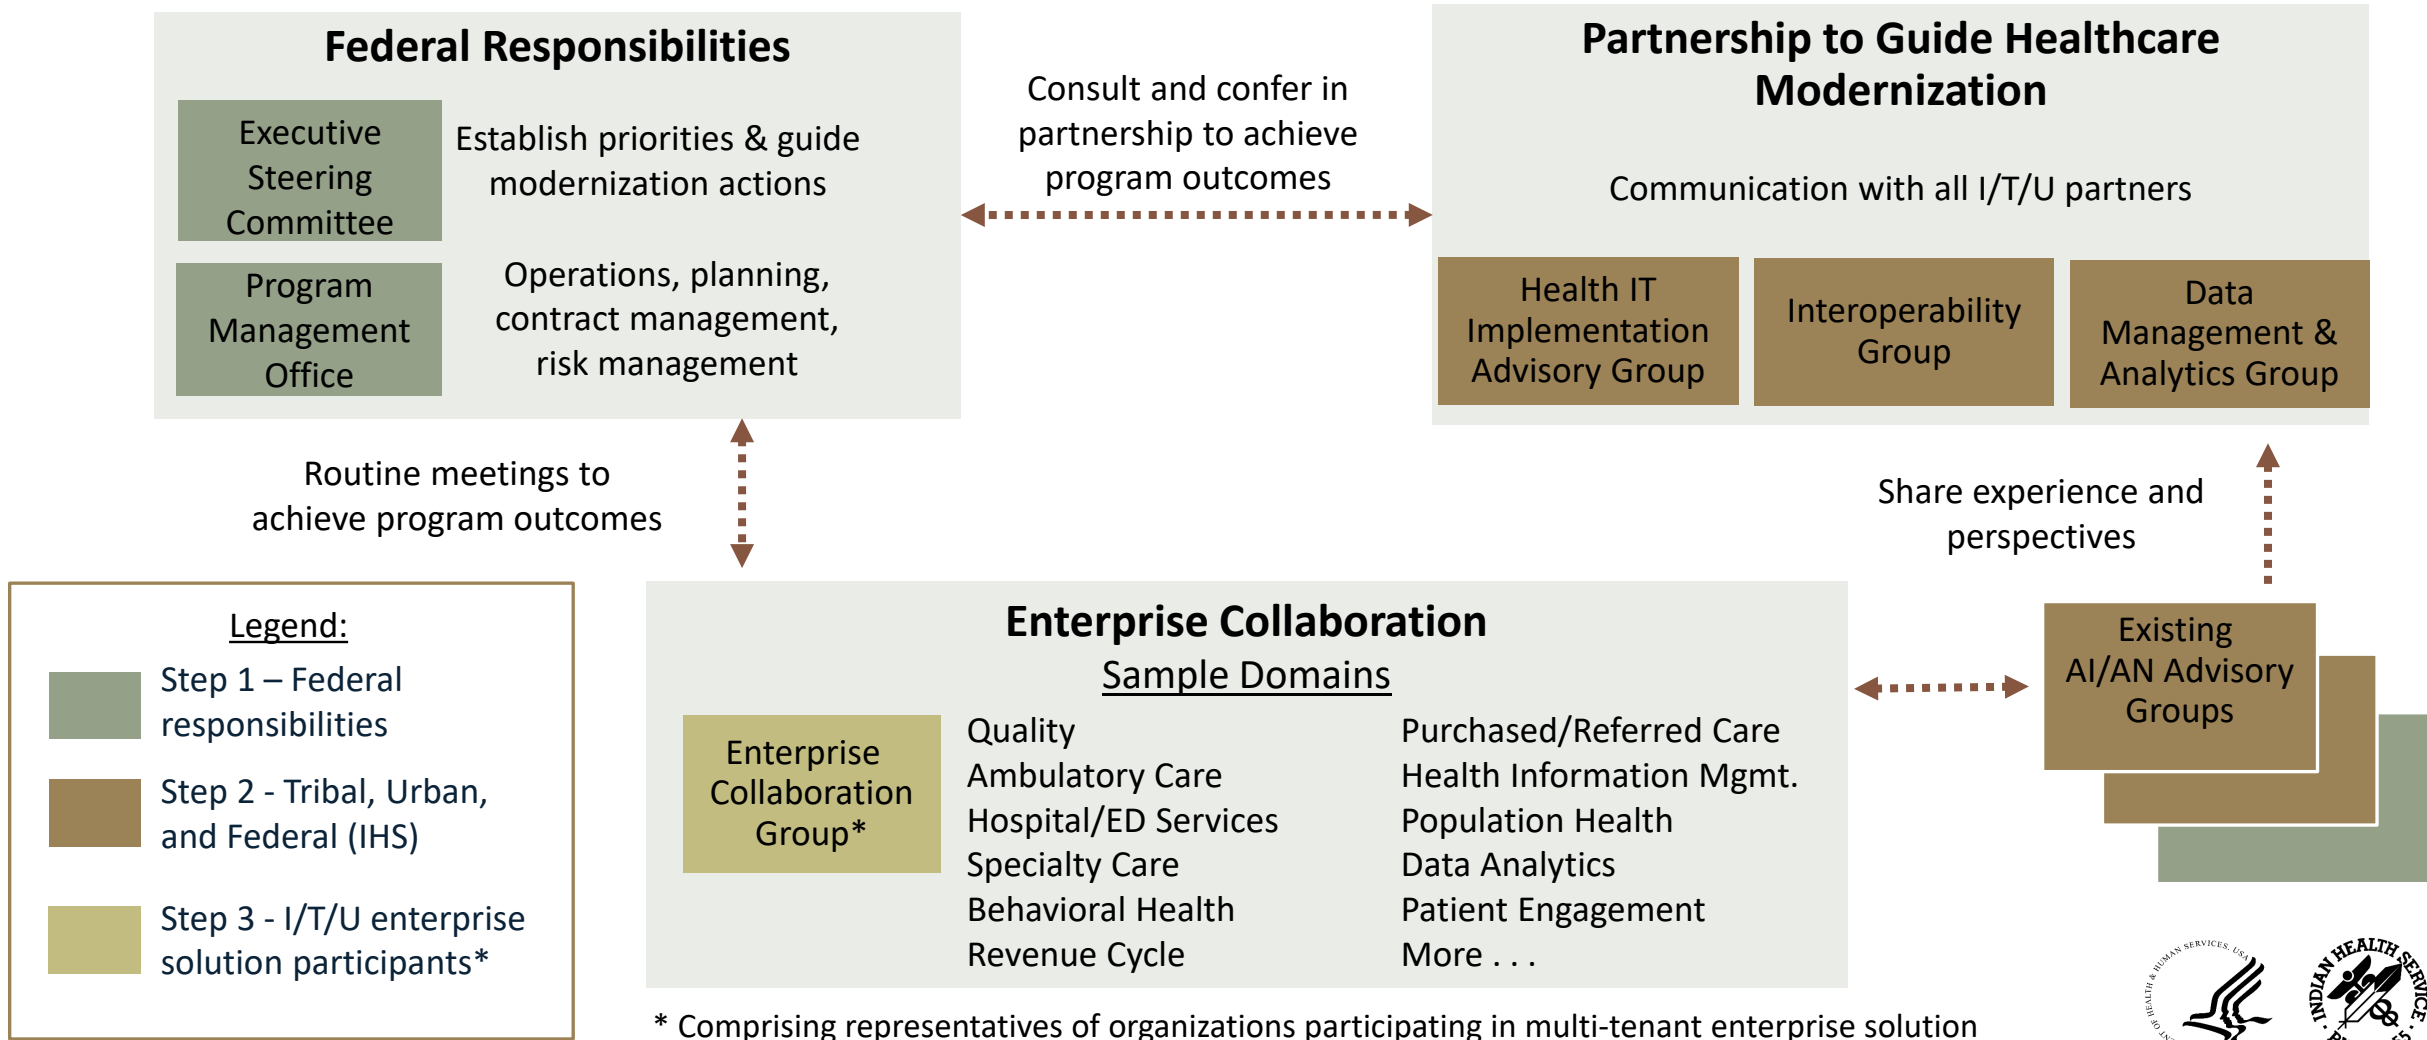 Federal Responsibilities
Executive
Steering
Committee
Establish priorities & guide
modernization actions
Program
Management
Office
Operations, planning,
contract management,
risk management
Consult and confer in
partnership to achieve
program outcomes
Partnership to Guide Healthcare
Modernization
Communication with all I/T/U partners
Health IT
Implementation
Advisory Group
Interoperability
Group
Data
Management &
Analytics Group
Routine meetings to
achieve program outcomes
Share experience and
perspectives
Legend:
Step 1 – Federal
responsibilities
Step 2 - Tribal, Urban,
and Federal (IHS)
Step 3 - I/T/U enterprise
solution participants*
Enterprise Collaboration
Sample Domains
Enterprise
Collaboration
Group*
Quality
Ambulatory Care
Hospital/ED Services
Specialty Care
Behavioral Health
Revenue Cycle
Purchased/Referred Care
Health Information Mgmt.
Population Health
Data Analytics
Patient Engagement
More . . .
Existing
AI/AN Advisory
Groups
* Comprising representatives of organizations participating in multi-tenant enterprise solution
OF HEALTH & HUMAN SERVICES. USA
INDIAN HEALTH SERVICE